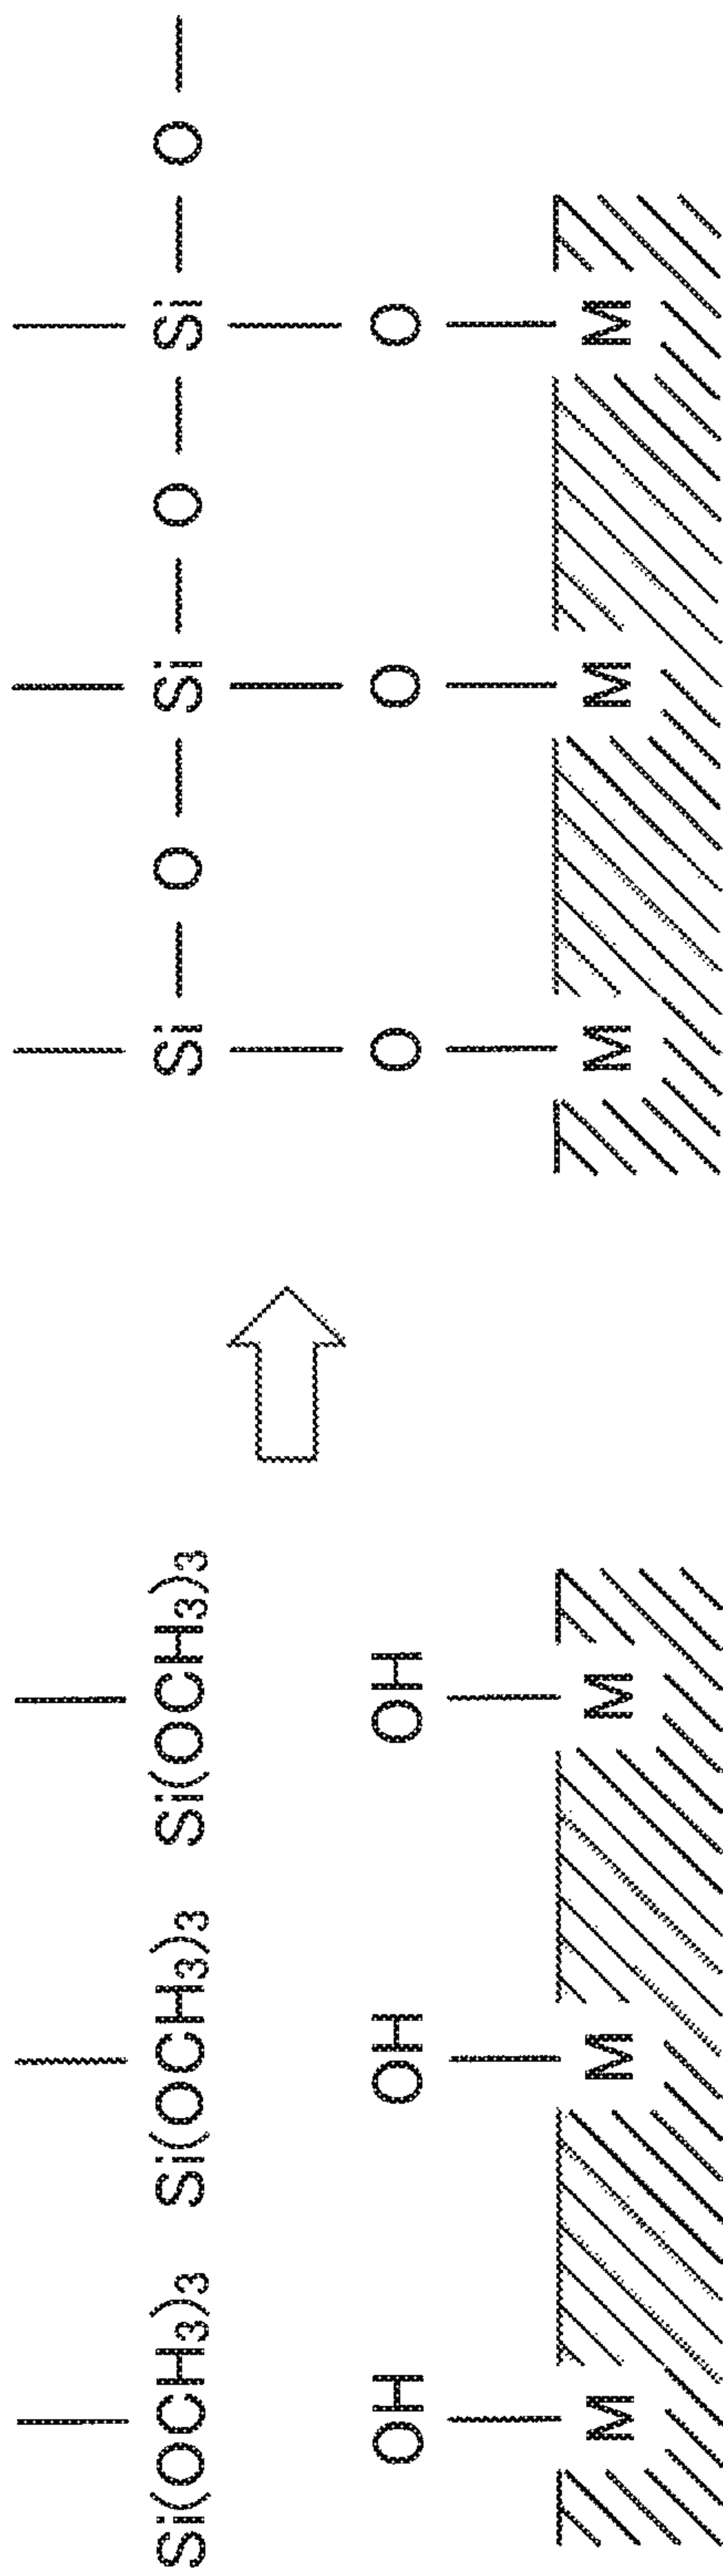 Si(OCH3)3 Si(OCH3)3 Si(OCH3)3
OH OH OH
M M M
Si — O — Si — O — Si — O —
O O O
M M M